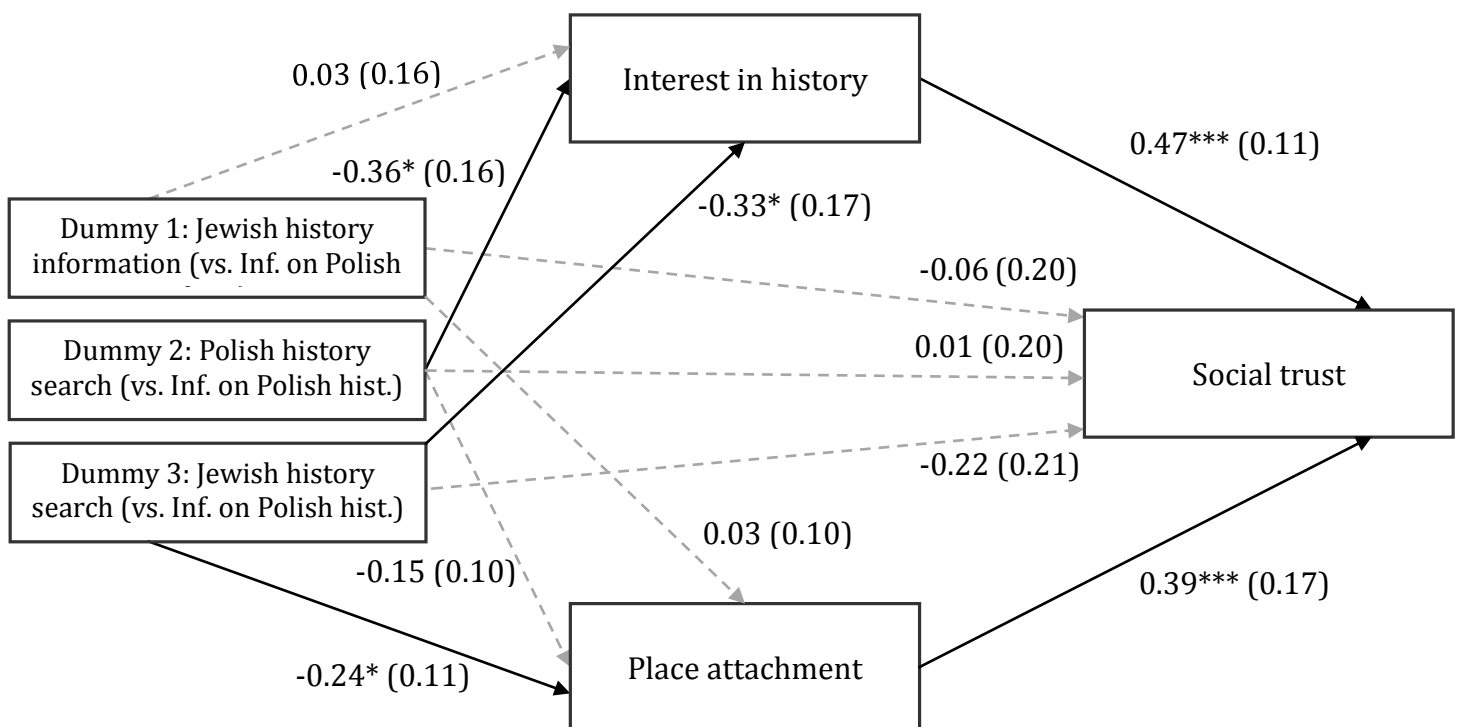 Interest in history
0.03 (0.16)
-0.36* (0.16)
0.47*** (0.11)
-0.33* (0.17)
Dummy 1: Jewish history
information (vs. Inf. on Polish
-0.06 (0.20)
Dummy 2: Polish history
search (vs. Inf. on Polish hist.)
0.01 (0.20)
Social trust
Dummy 3: Jewish history
search (vs. Inf. on Polish hist.)
-0.22 (0.21)
0.03 (0.10)
-0.15 (0.10)
0.39*** (0.17)
Place attachment
-0.24* (0.11)